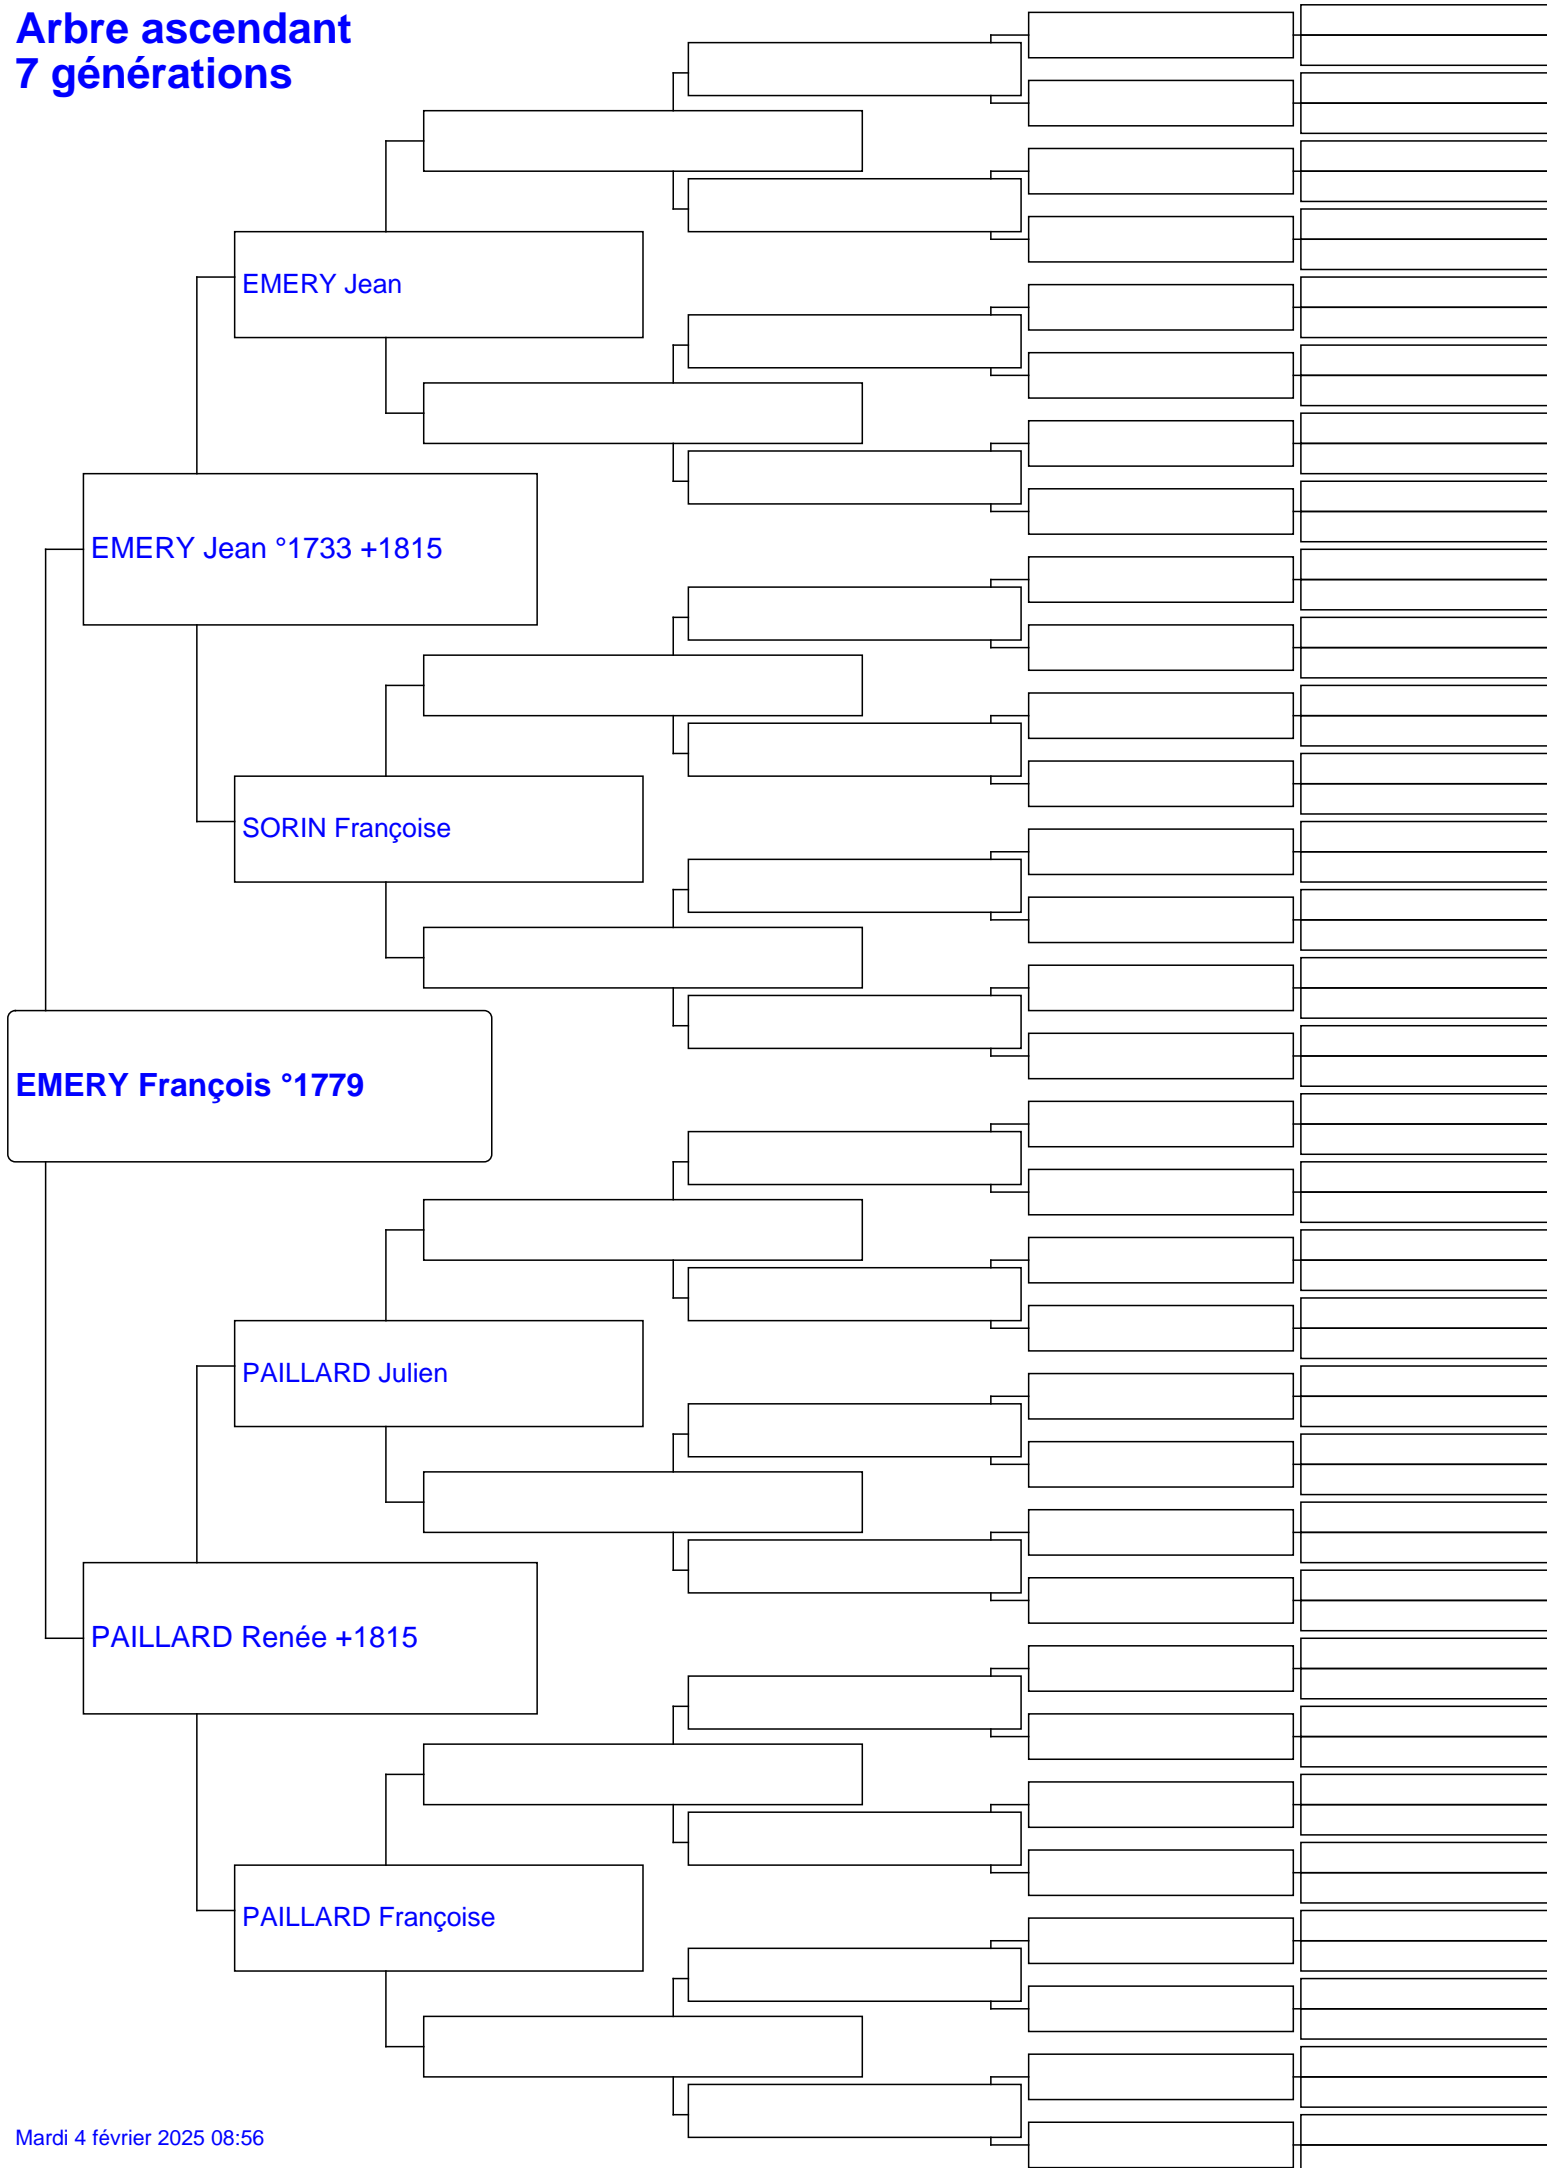 Arbre ascendant
7 générations
EMERY Jean
EMERY Jean °1733 +1815
SORIN Françoise
EMERY François °1779
PAILLARD Julien
PAILLARD Renée +1815
PAILLARD Françoise
Mardi 4 février 2025 08:56